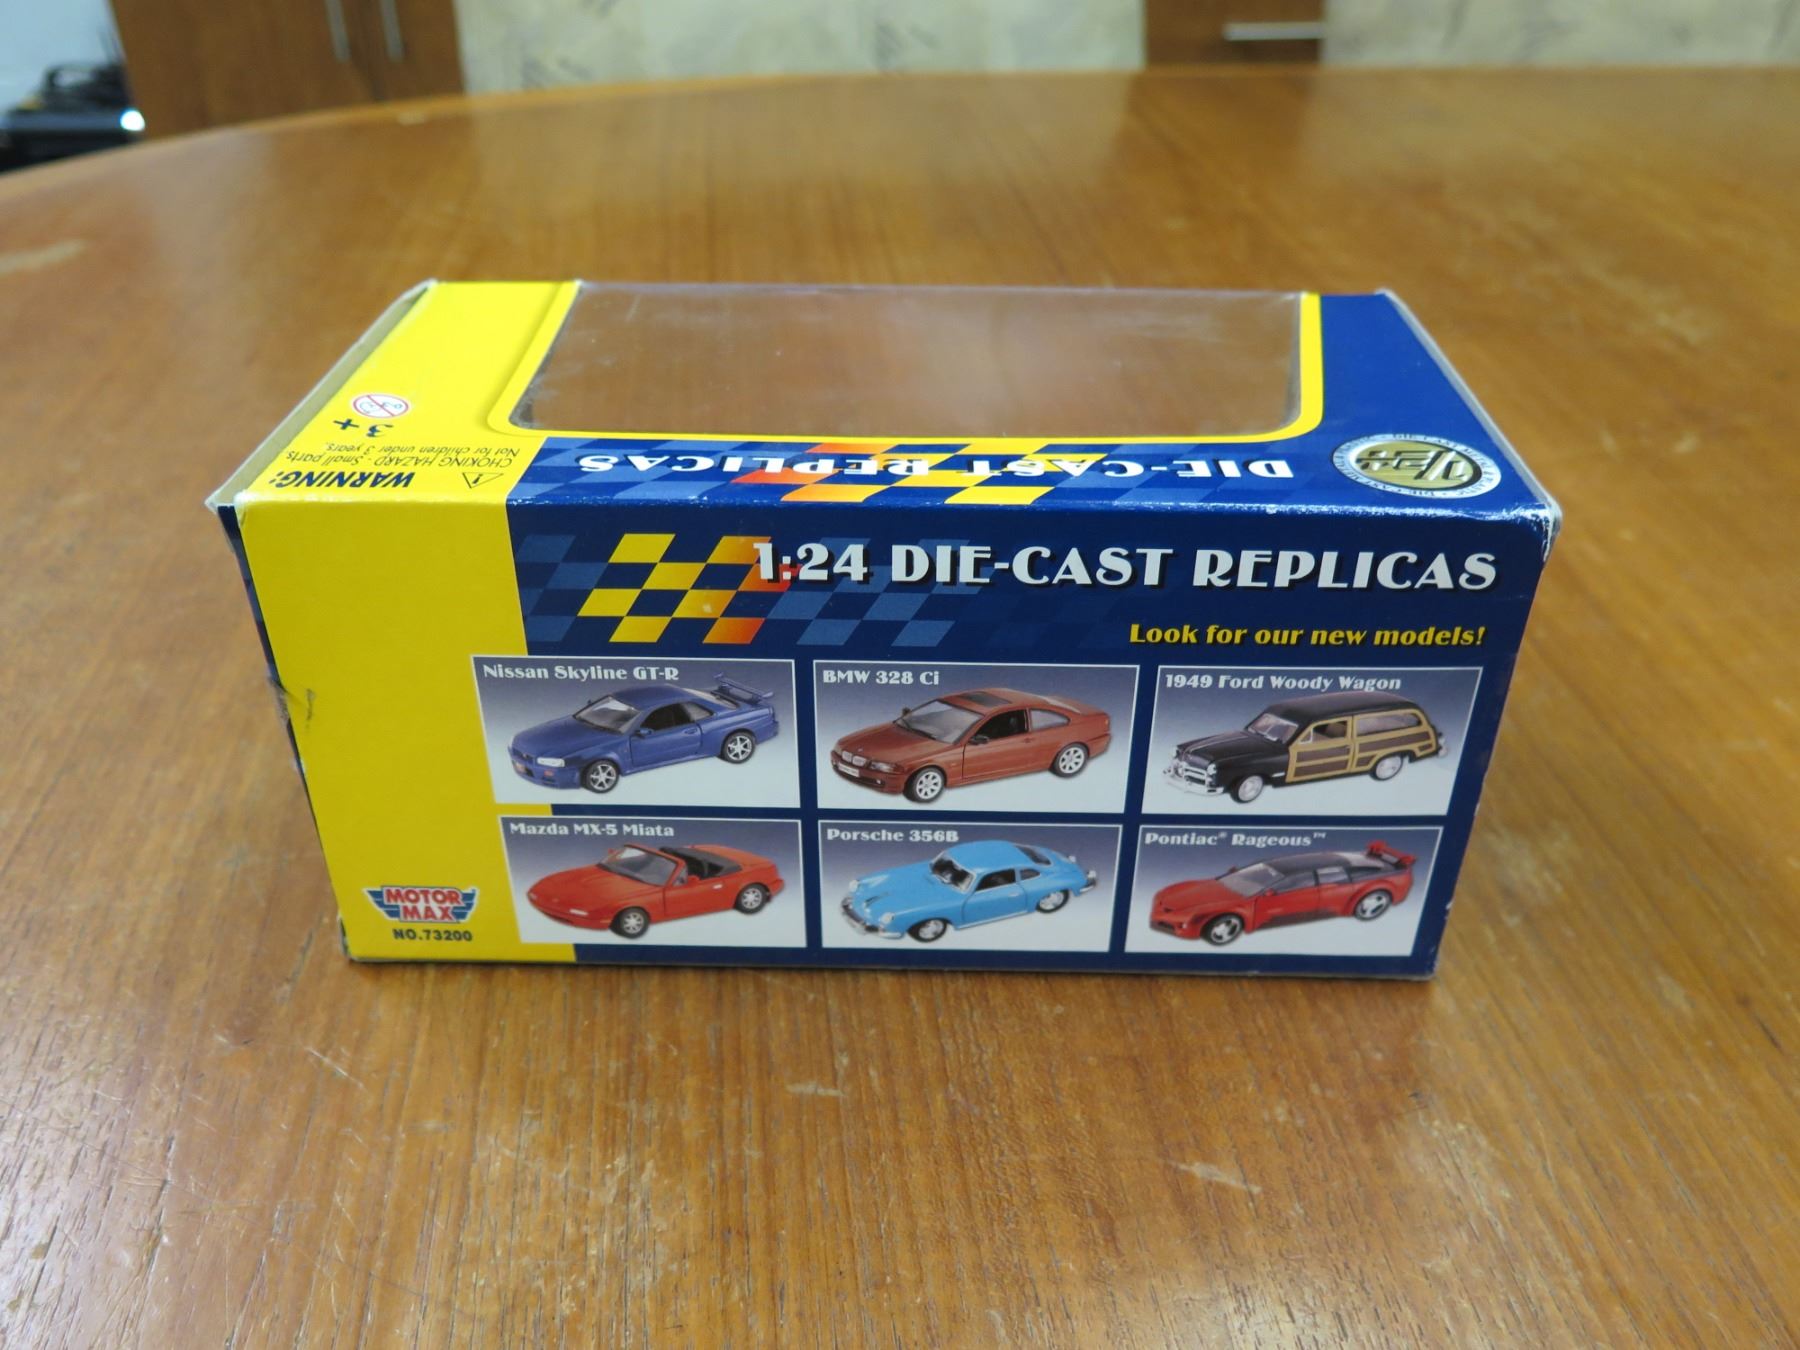 3+
Not for children under 3 years.
CHOKING HAZARD - Small parts.
WARNING:
DIE-CAST REPLICAS
1/24
1:24 DIE-CAST REPLICAS
Look for our new models!
Nissan Skyline GT-R
BMW 328 Ci
1949 Ford Woody Wagon
Mazda MX-5 Miata
Porsche 356B
Pontiac® Rageous™
MOTOR
MAX
NO.73200